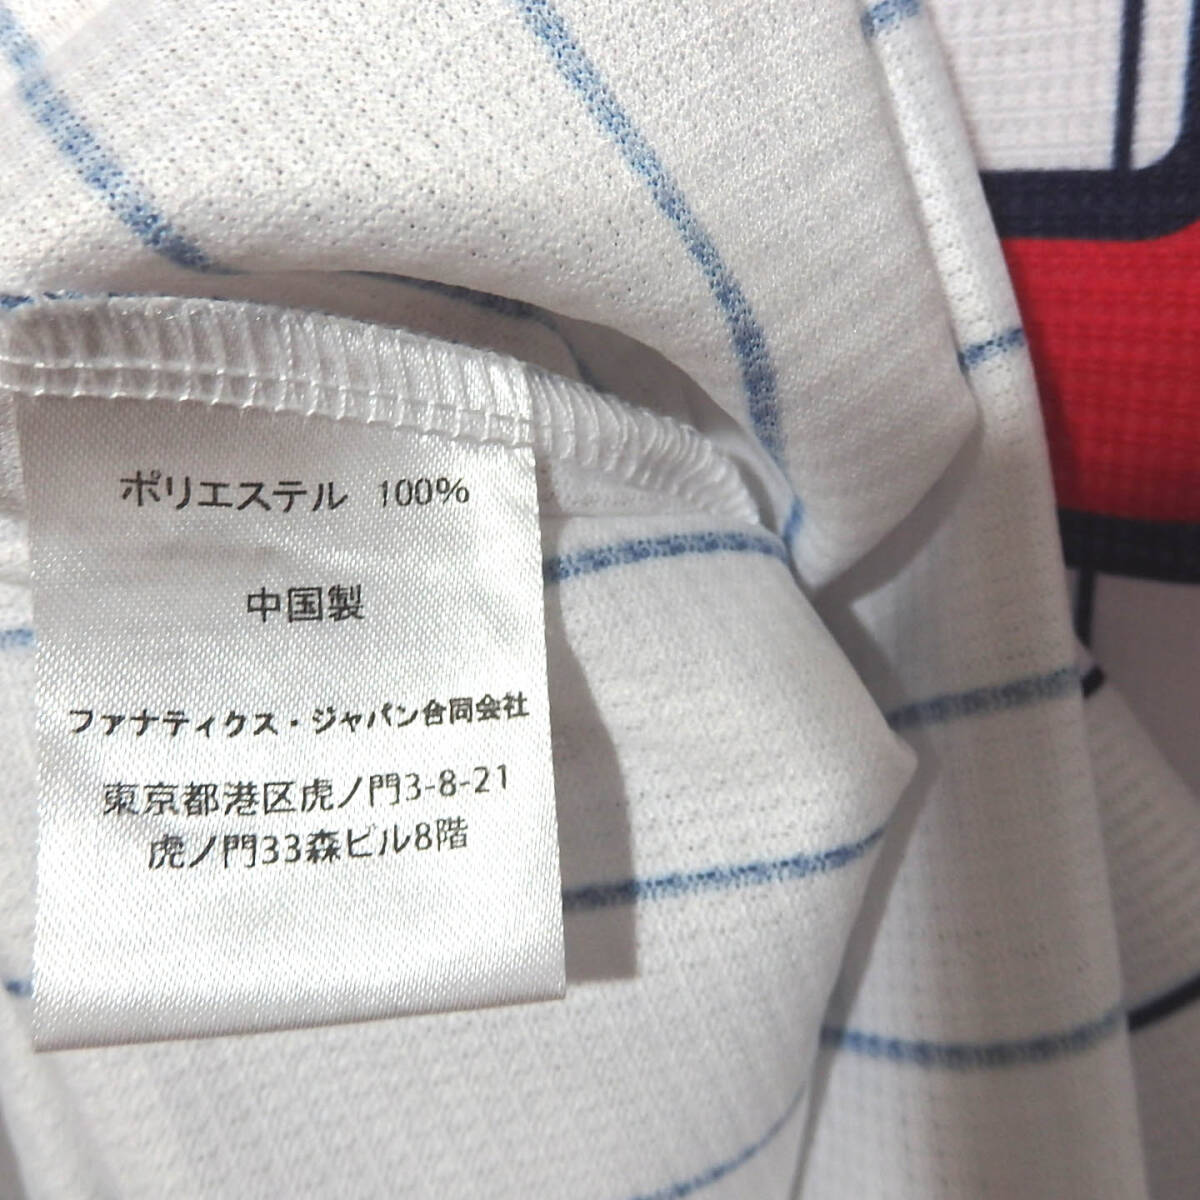 ポリエステル 100%
中国製
ファナティクス・ジャパン合同会社
東京都港区虎ノ門3-8-21
虎ノ門33森ビル8階